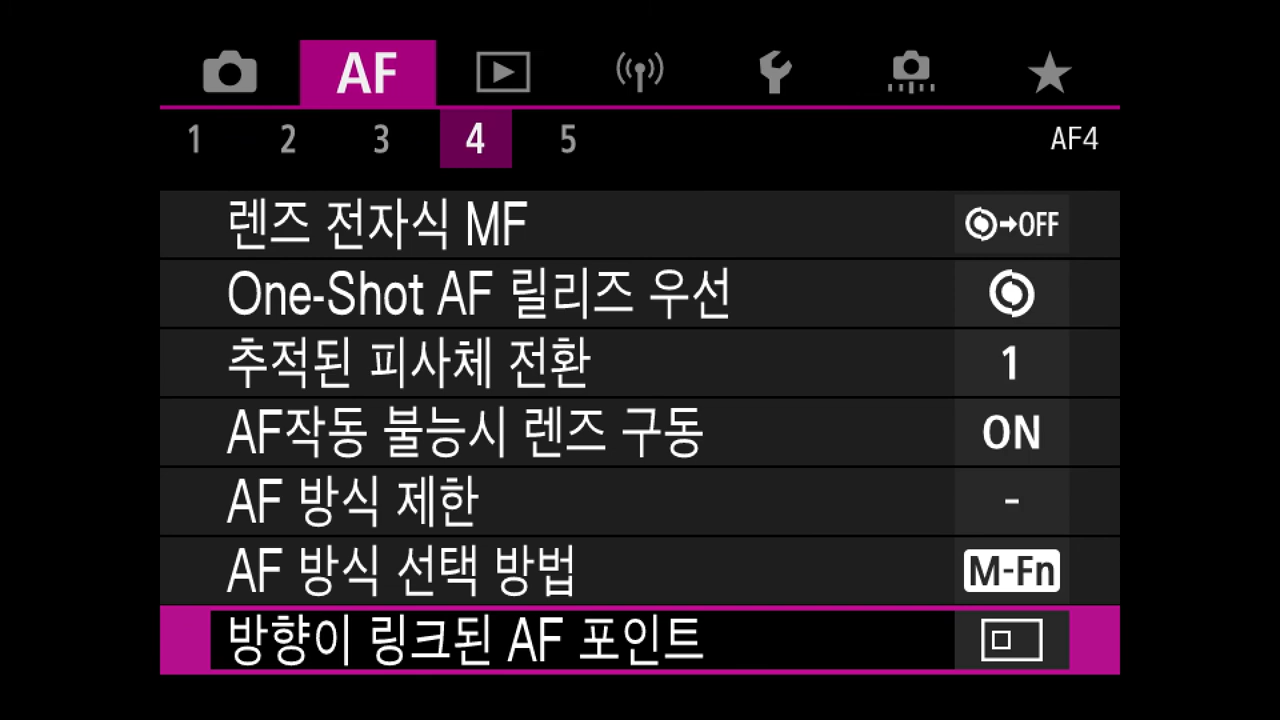 AF
1 2 3 4 5 AF4
렌즈 전자식 MF →OFF
One-Shot AF 릴리즈 우선
추적된 피사체 전환 1
AF작동 불능시 렌즈 구동 ON
AF 방식 제한 -
AF 방식 선택 방법 M-Fn
방향이 링크된 AF 포인트